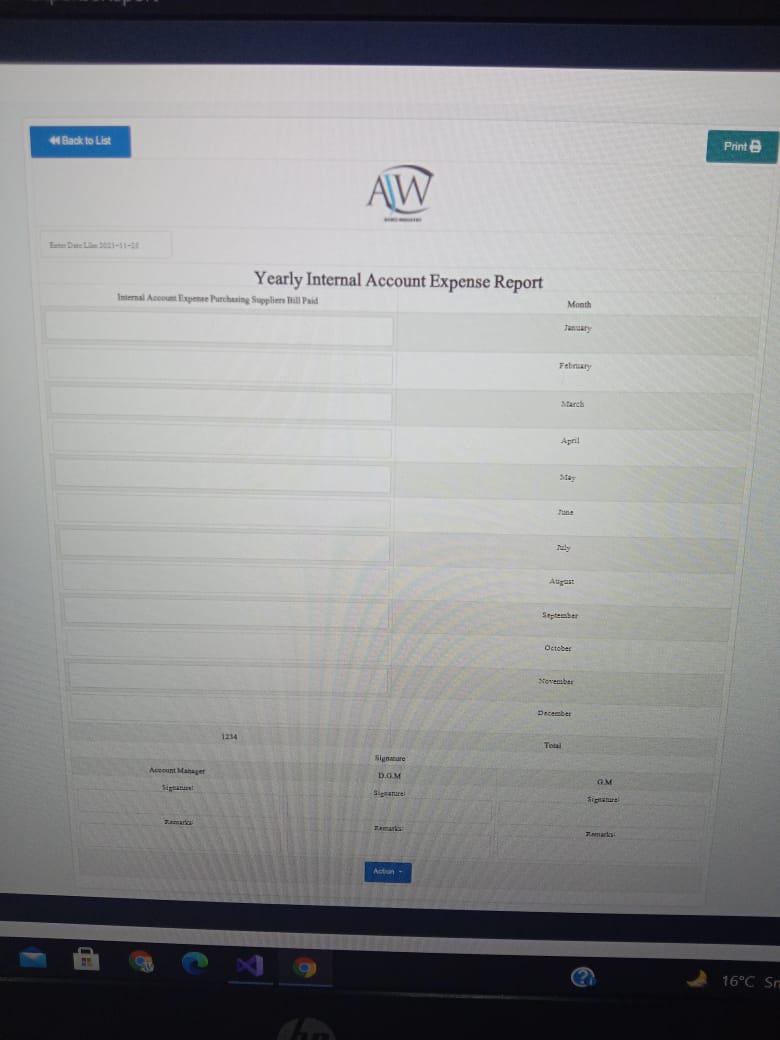 Back to List
Print
AJW
Enter Date Like 2021-11-28
Yearly Internal Account Expense Report
Internal Account Expense Purchasing Suppliers Bill Paid
Month
January
February
March
April
May
June
July
August
September
October
November
December
1234
Total
Signature
Account Manager
D.G.M
G.M
Signature:
Signature:
Signature:
Remarks:
Remarks:
Remarks:
Action
16°C
hp